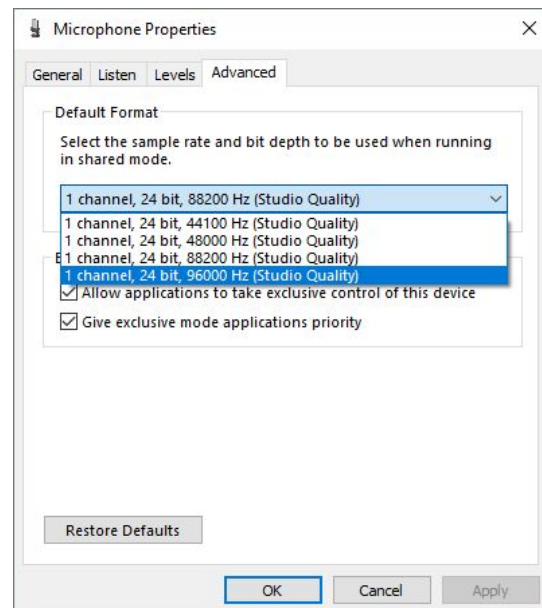 Microphone Properties
General Listen Levels Advanced
Default Format
Select the sample rate and bit depth to be used when running
in shared mode.
1 channel, 24 bit, 88200 Hz (Studio Quality)
1 channel, 24 bit, 44100 Hz (Studio Quality)
1 channel, 24 bit, 48000 Hz (Studio Quality)
1 channel, 24 bit, 88200 Hz (Studio Quality)
1 channel, 24 bit, 96000 Hz (Studio Quality)
Allow applications to take exclusive control of this device
Give exclusive mode applications priority
Restore Defaults
OK Cancel Apply